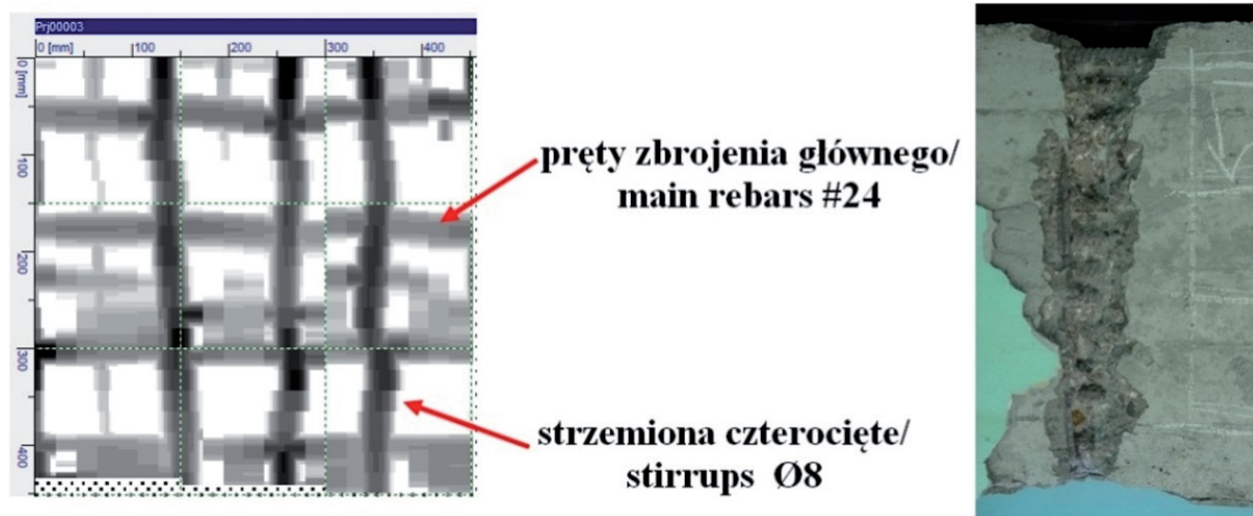 Prj00003
0 [mm] 100 200 300 400
0 [mm]
100
200
300
400
pręty zbrojenia głównego/
main rebars #24
strzemiona czterocięte/
stirrups Ø8